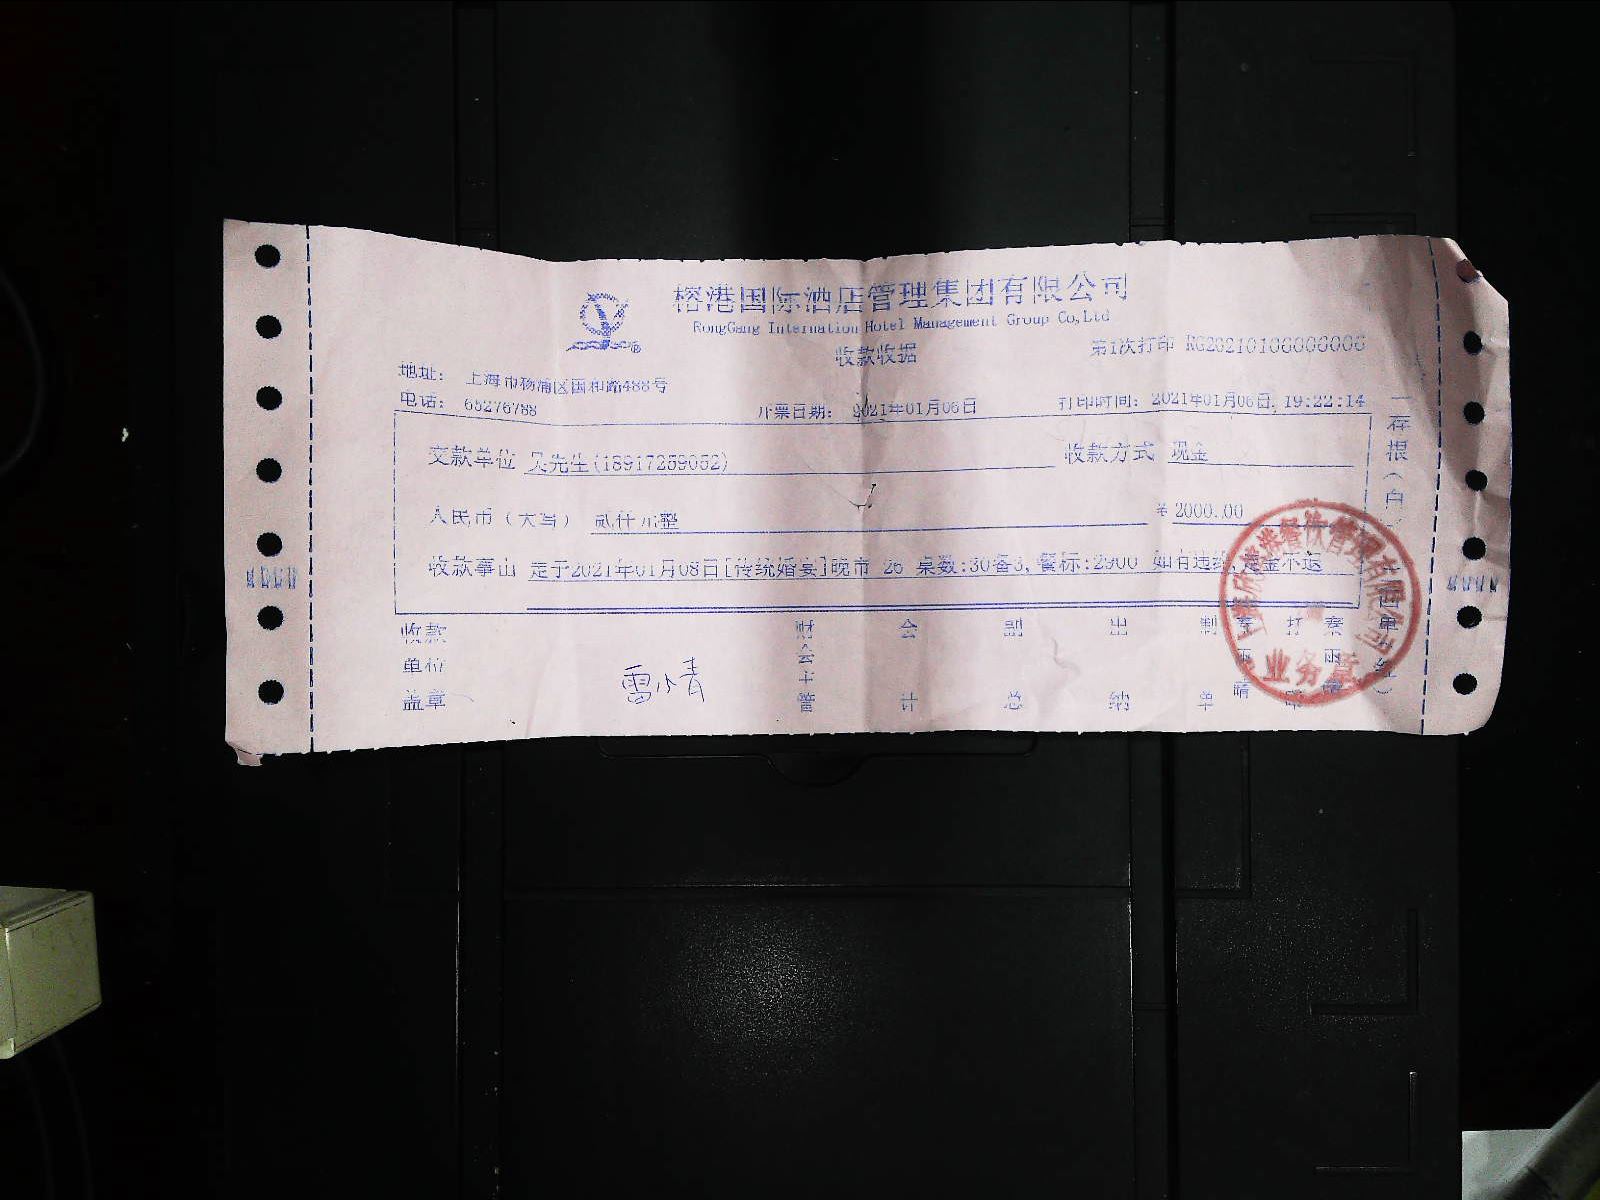 榕港国际酒店管理集团有限公司
RongGang Internation Hotel Management Group Co,Ltd
收款收据
第1次打印 RG20210106000006
地址： 上海市杨浦区国和路488号
电话： 65276788
开票日期： 2021年01月06日
打印时间： 2021年01月06日, 19:22:14
交款单位 吴先生(18917259052)
收款方式 现金
人民币（大写） 贰仟元整
￥2000.00
收款事由 定于2021年01月08日[传统婚宴]晚市 26 桌数:30备3,餐标:2900 如有违约,定金不退
收款单位盖章
雷小青
财会主管
会计
副总
出纳
制单
打印
一存根（白
业务章